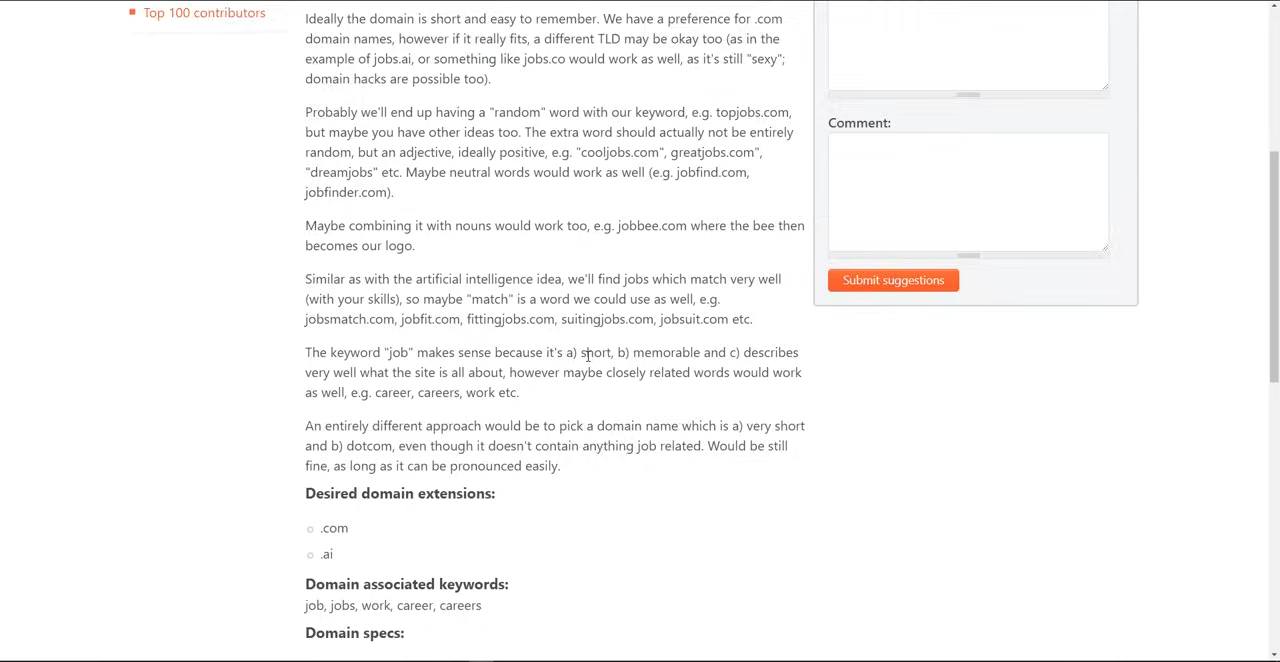 Top 100 contributors
Ideally the domain is short and easy to remember. We have a preference for .com
domain names, however if it really fits, a different TLD may be okay too (as in the
example of jobs.ai, or something like jobs.co would work as well, as it's still "sexy";
domain hacks are possible too).
Probably we'll end up having a "random" word with our keyword, e.g. topjobs.com,
but maybe you have other ideas too. The extra word should actually not be entirely
random, but an adjective, ideally positive, e.g. "cooljobs.com", greatjobs.com",
"dreamjobs" etc. Maybe neutral words would work as well (e.g. jobfind.com,
jobfinder.com).
Maybe combining it with nouns would work too, e.g. jobbee.com where the bee then
becomes our logo.
Similar as with the artificial intelligence idea, we'll find jobs which match very well
(with your skills), so maybe "match" is a word we could use as well, e.g.
jobsmatch.com, jobfit.com, fittingjobs.com, suitingjobs.com, jobsuit.com etc.
The keyword "job" makes sense because it's a) short, b) memorable and c) describes
very well what the site is all about, however maybe closely related words would work
as well, e.g. career, careers, work etc.
An entirely different approach would be to pick a domain name which is a) very short
and b) dotcom, even though it doesn't contain anything job related. Would be still
fine, as long as it can be pronounced easily.
Desired domain extensions:
.com
.ai
Domain associated keywords:
job, jobs, work, career, careers
Domain specs:
Comment:
Submit suggestions